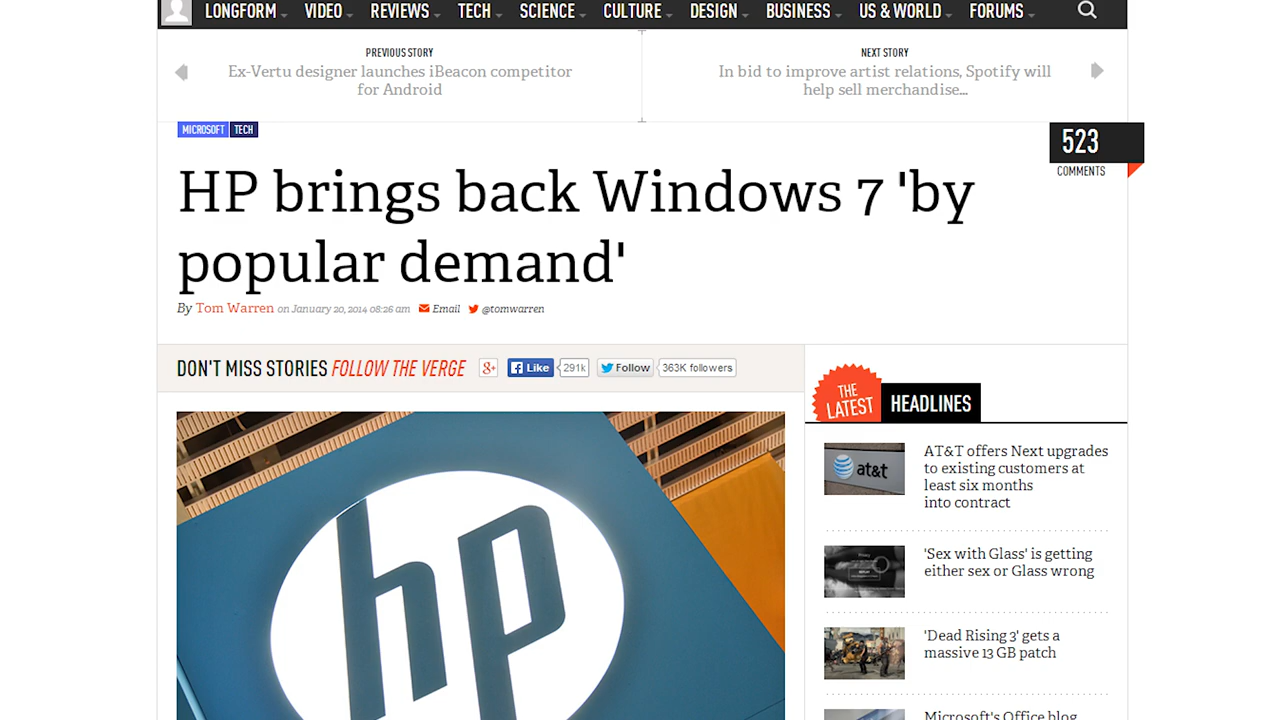 LONGFORM VIDEO REVIEWS TECH SCIENCE CULTURE DESIGN BUSINESS US & WORLD FORUMS
PREVIOUS STORY
Ex-Vertu designer launches iBeacon competitor
for Android
NEXT STORY
In bid to improve artist relations, Spotify will
help sell merchandise...
MICROSOFT TECH
523
COMMENTS
HP brings back Windows 7 'by
popular demand'
By Tom Warren on January 20, 2014 08:26 am Email @tomwarren
DON'T MISS STORIES FOLLOW THE VERGE g+ Like 291k Follow 363K followers
THE
LATEST
HEADLINES
hp
at&t
AT&T offers Next upgrades
to existing customers at
least six months
into contract
'Sex with Glass' is getting
either sex or Glass wrong
'Dead Rising 3' gets a
massive 13 GB patch
Microsoft's Office blog